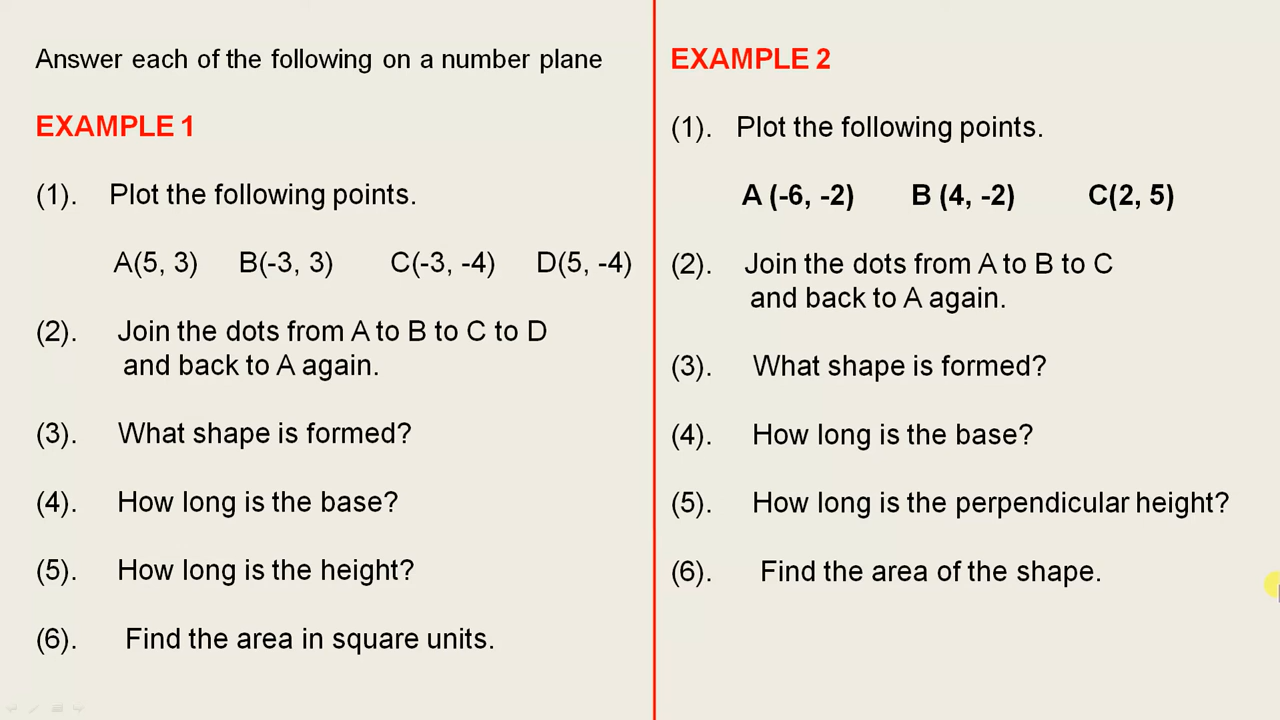 Answer each of the following on a number plane
EXAMPLE 1
(1). Plot the following points.
A(5, 3) B(-3, 3) C(-3, -4) D(5, -4)
(2). Join the dots from A to B to C to D
and back to A again.
(3). What shape is formed?
(4). How long is the base?
(5). How long is the height?
(6). Find the area in square units.
EXAMPLE 2
(1). Plot the following points.
A (-6, -2) B (4, -2) C(2, 5)
(2). Join the dots from A to B to C
and back to A again.
(3). What shape is formed?
(4). How long is the base?
(5). How long is the perpendicular height?
(6). Find the area of the shape.